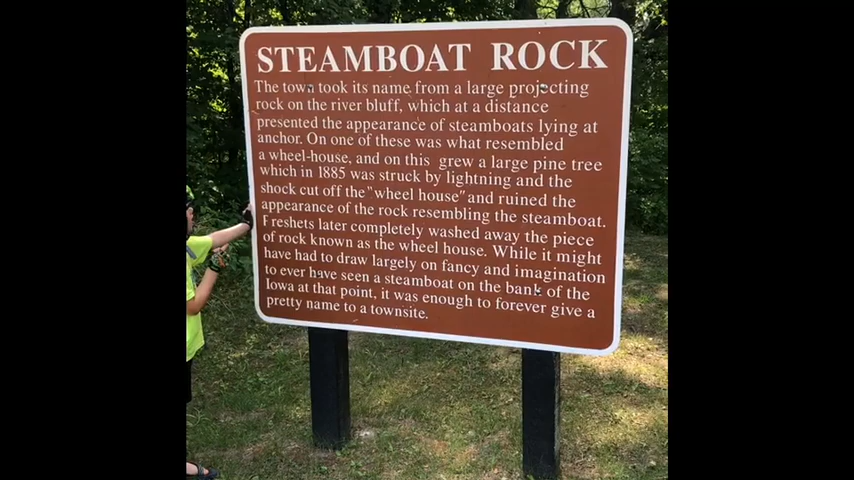 STEAMBOAT ROCK
The town took its name from a large projecting
rock on the river bluff, which at a distance
presented the appearance of steamboats lying at
anchor. On one of these was what resembled
a wheel-house, and on this grew a large pine tree
which in 1885 was struck by lightning and the
shock cut off the "wheel house" and ruined the
appearance of the rock resembling the steamboat.
Freshets later completely washed away the piece
of rock known as the wheel house. While it might
have had to draw largely on fancy and imagination
to ever have seen a steamboat on the bank of the
Iowa at that point, it was enough to forever give a
pretty name to a townsite.